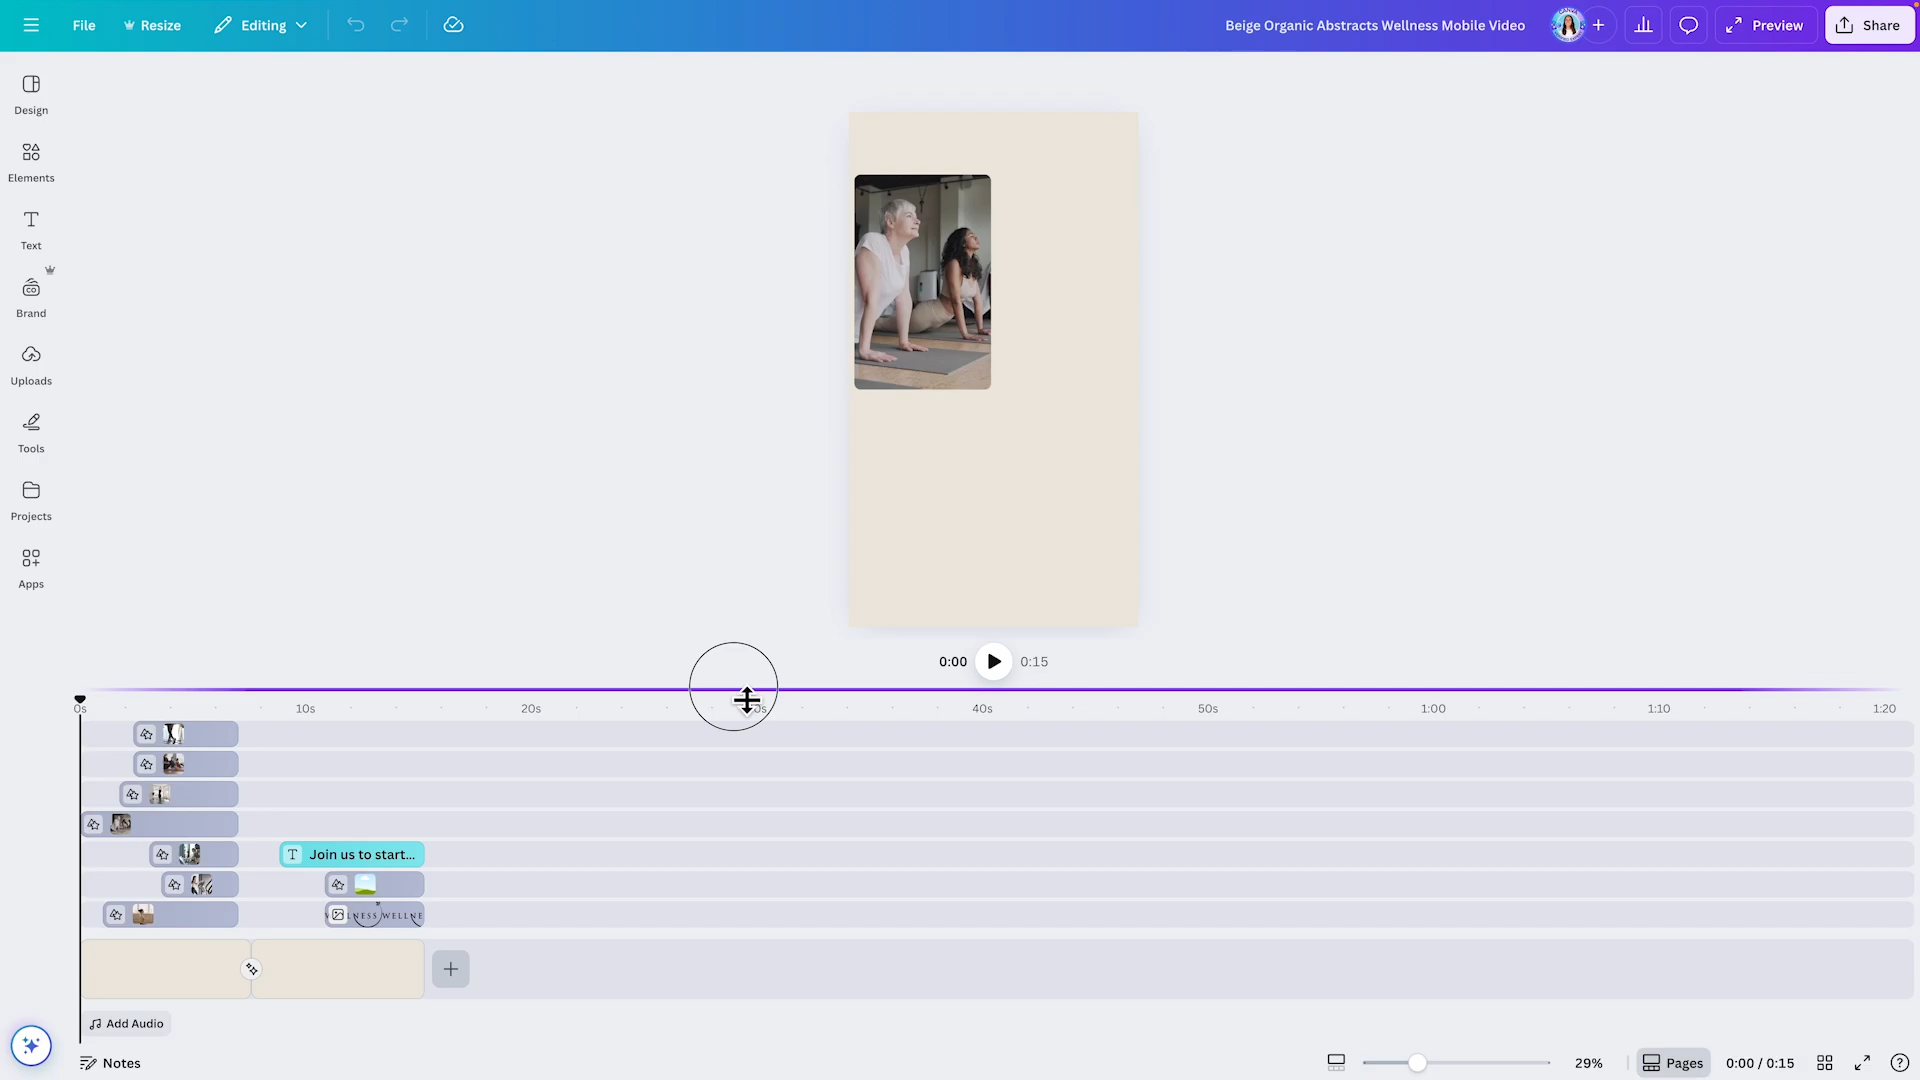 File
Resize
Editing
Beige Organic Abstracts Wellness Mobile Video
Preview
Share
Design
Elements
Text
Brand
Uploads
Tools
Projects
Apps
0:00
0:15
0s
10s
20s
40s
50s
1:00
1:10
1:20
Join us to start...
Add Audio
Notes
29%
Pages
0:00 / 0:15